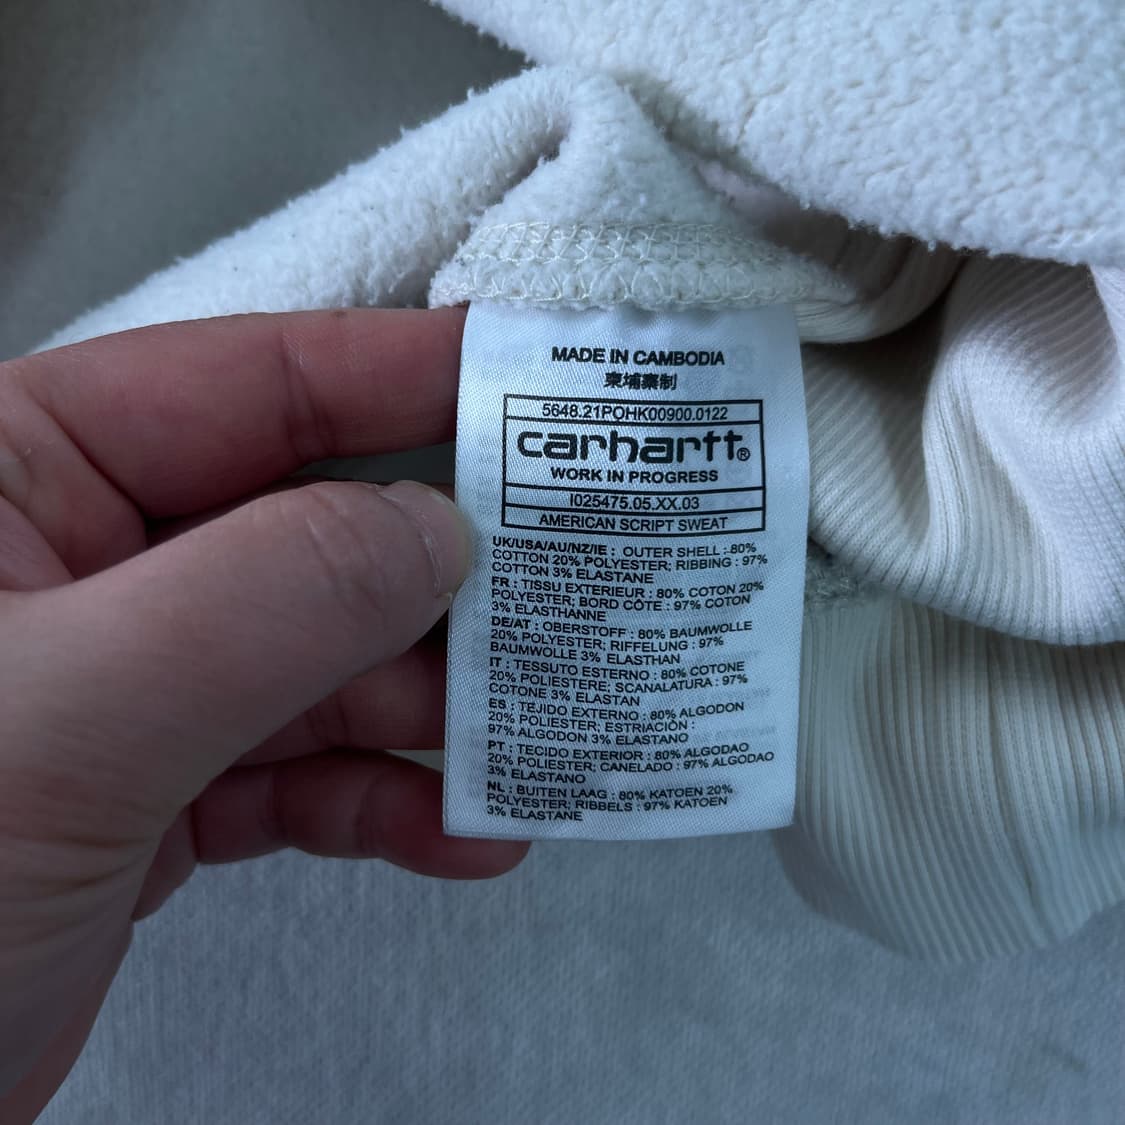 MADE IN CAMBODIA
柬埔寨制
5648.21POHK00900.0122
carhartt®
WORK IN PROGRESS
I025475.05.XX.03
AMERICAN SCRIPT SWEAT
UK/USA/AU/NZ/IE : OUTER SHELL : 80%
COTTON 20% POLYESTER; RIBBING : 97%
COTTON 3% ELASTANE
FR : TISSU EXTERIEUR : 80% COTON 20%
POLYESTER; BORD CÔTE : 97% COTON
3% ELASTHANNE
DE/AT : OBERSTOFF : 80% BAUMWOLLE
20% POLYESTER; RIFFELUNG : 97%
BAUMWOLLE 3% ELASTHAN
IT : TESSUTO ESTERNO : 80% COTONE
20% POLIESTERE; SCANALATURA : 97%
COTONE 3% ELASTAN
ES : TEJIDO EXTERNO : 80% ALGODON
20% POLIESTER; ESTRIACIÓN :
97% ALGODON 3% ELASTANO
PT : TECIDO EXTERIOR : 80% ALGODAO
20% POLIESTER; CANELADO : 97% ALGODAO
3% ELASTANO
NL : BUITEN LAAG : 80% KATOEN 20%
POLYESTER; RIBBELS : 97% KATOEN
3% ELASTANE